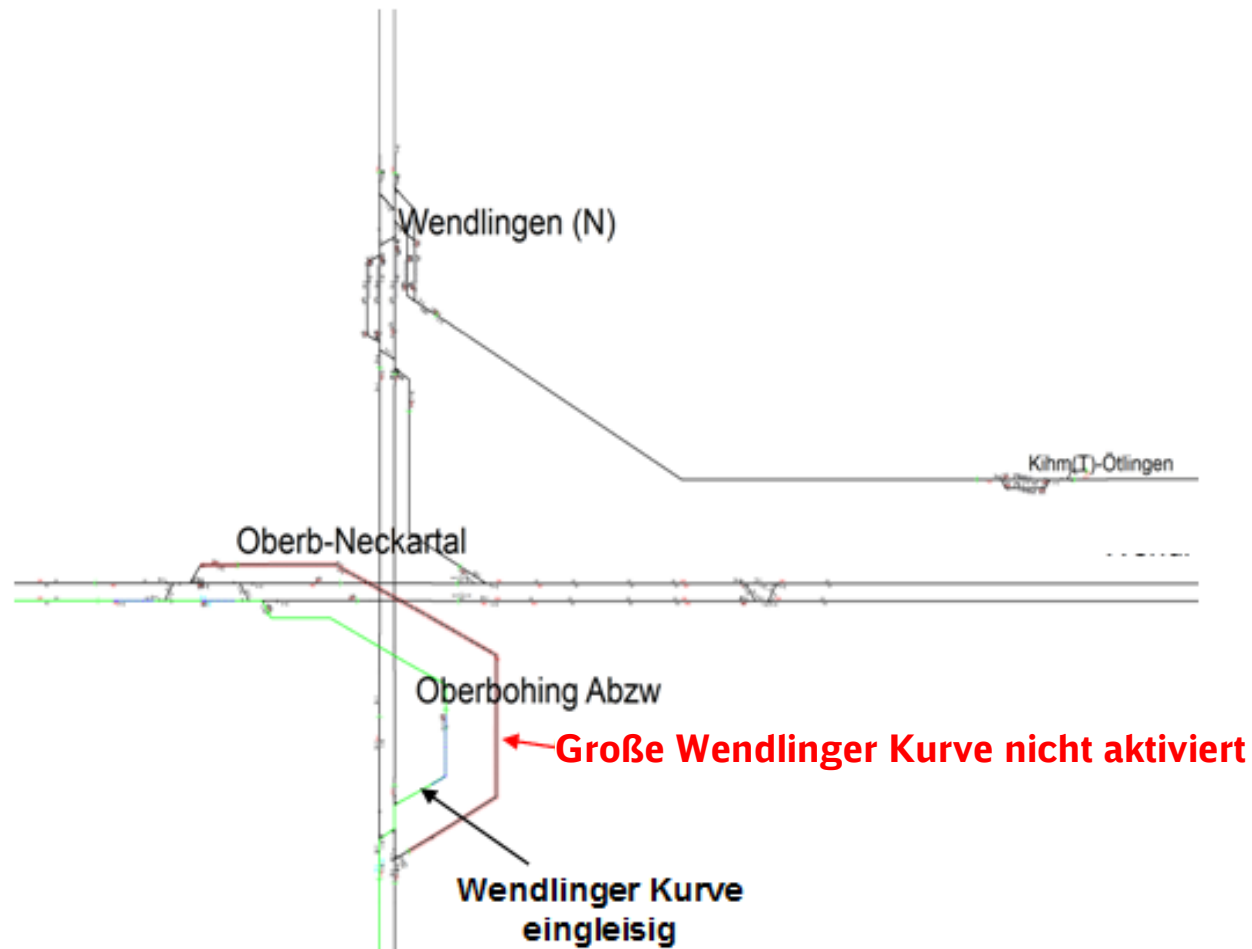 Wendlingen (N)
Kihm(T)-Ötlingen
Oberb-Neckartal
Oberbohing Abzw
Große Wendlinger Kurve nicht aktiviert
Wendlinger Kurve
eingleisig